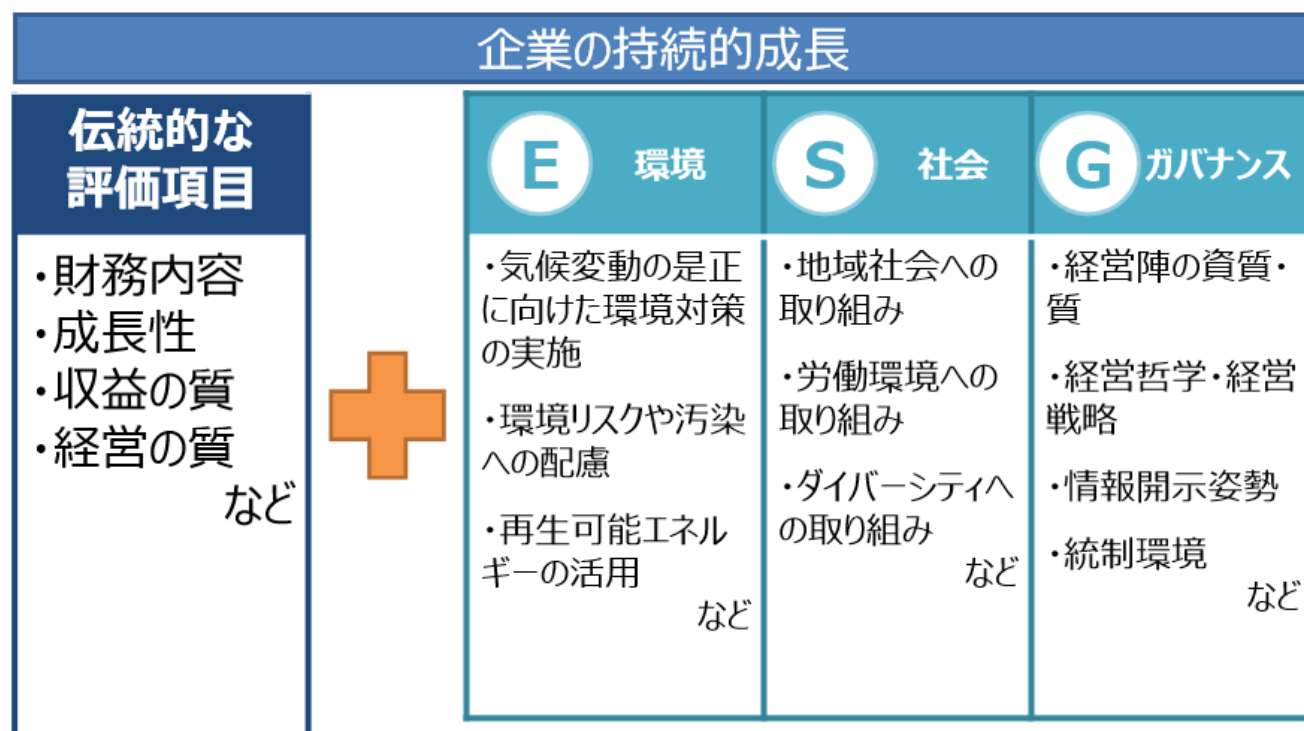 企業の持続的成長
伝統的な
評価項目
・財務内容
・成長性
・収益の質
・経営の質
など
E 環境
・気候変動の是正
に向けた環境対策
の実施
・環境リスクや汚染
への配慮
・再生可能エネル
ギーの活用
など
S 社会
・地域社会への
取り組み
・労働環境への
取り組み
・ダイバーシティへ
の取り組み
など
G ガバナンス
・経営陣の資質・
質
・経営哲学・経営
戦略
・情報開示姿勢
・統制環境
など